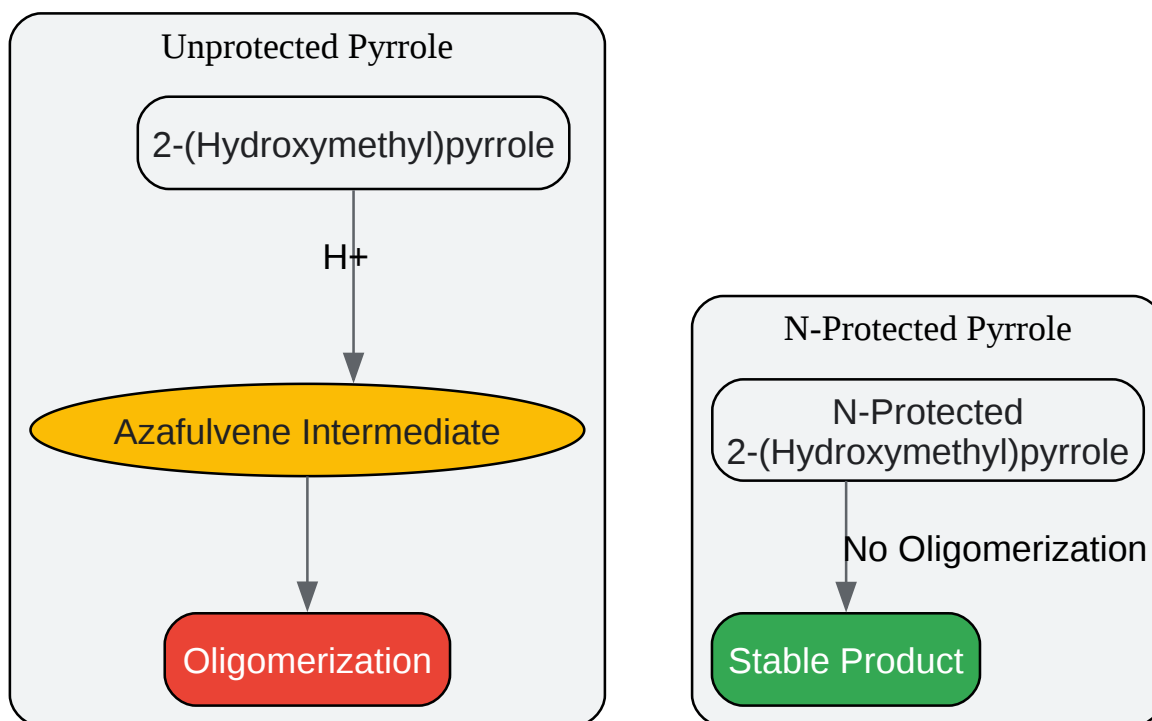 Unprotected Pyrrole
2-(Hydroxymethyl)pyrrole
H+
Azafulvene Intermediate
Oligomerization
N-Protected Pyrrole
N-Protected
2-(Hydroxymethyl)pyrrole
No Oligomerization
Stable Product